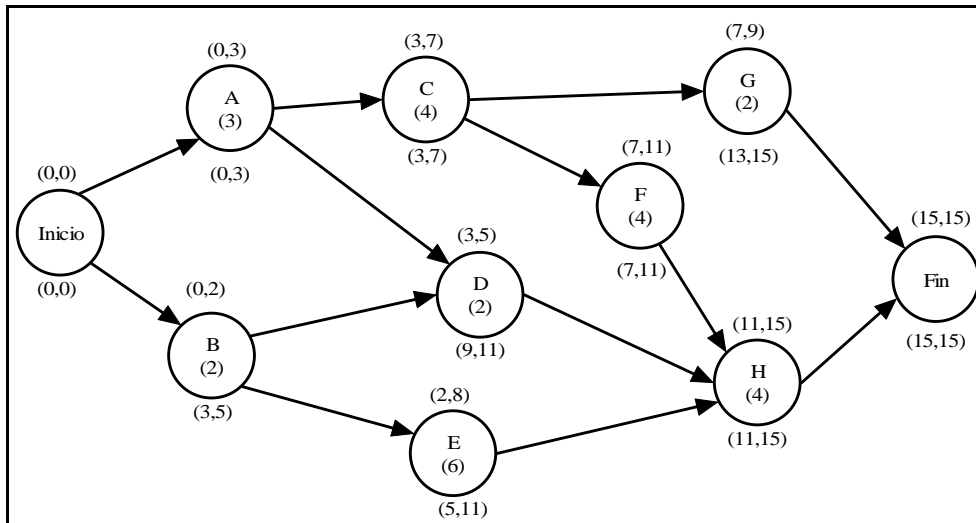 (0,0)
Inicio
(0,0)
(0,3)
A
(3)
(0,3)
(0,2)
B
(2)
(3,5)
(3,7)
C
(4)
(3,7)
(3,5)
D
(2)
(9,11)
(2,8)
E
(6)
(5,11)
(7,11)
F
(4)
(7,11)
(7,9)
G
(2)
(13,15)
(11,15)
H
(4)
(11,15)
(15,15)
Fin
(15,15)